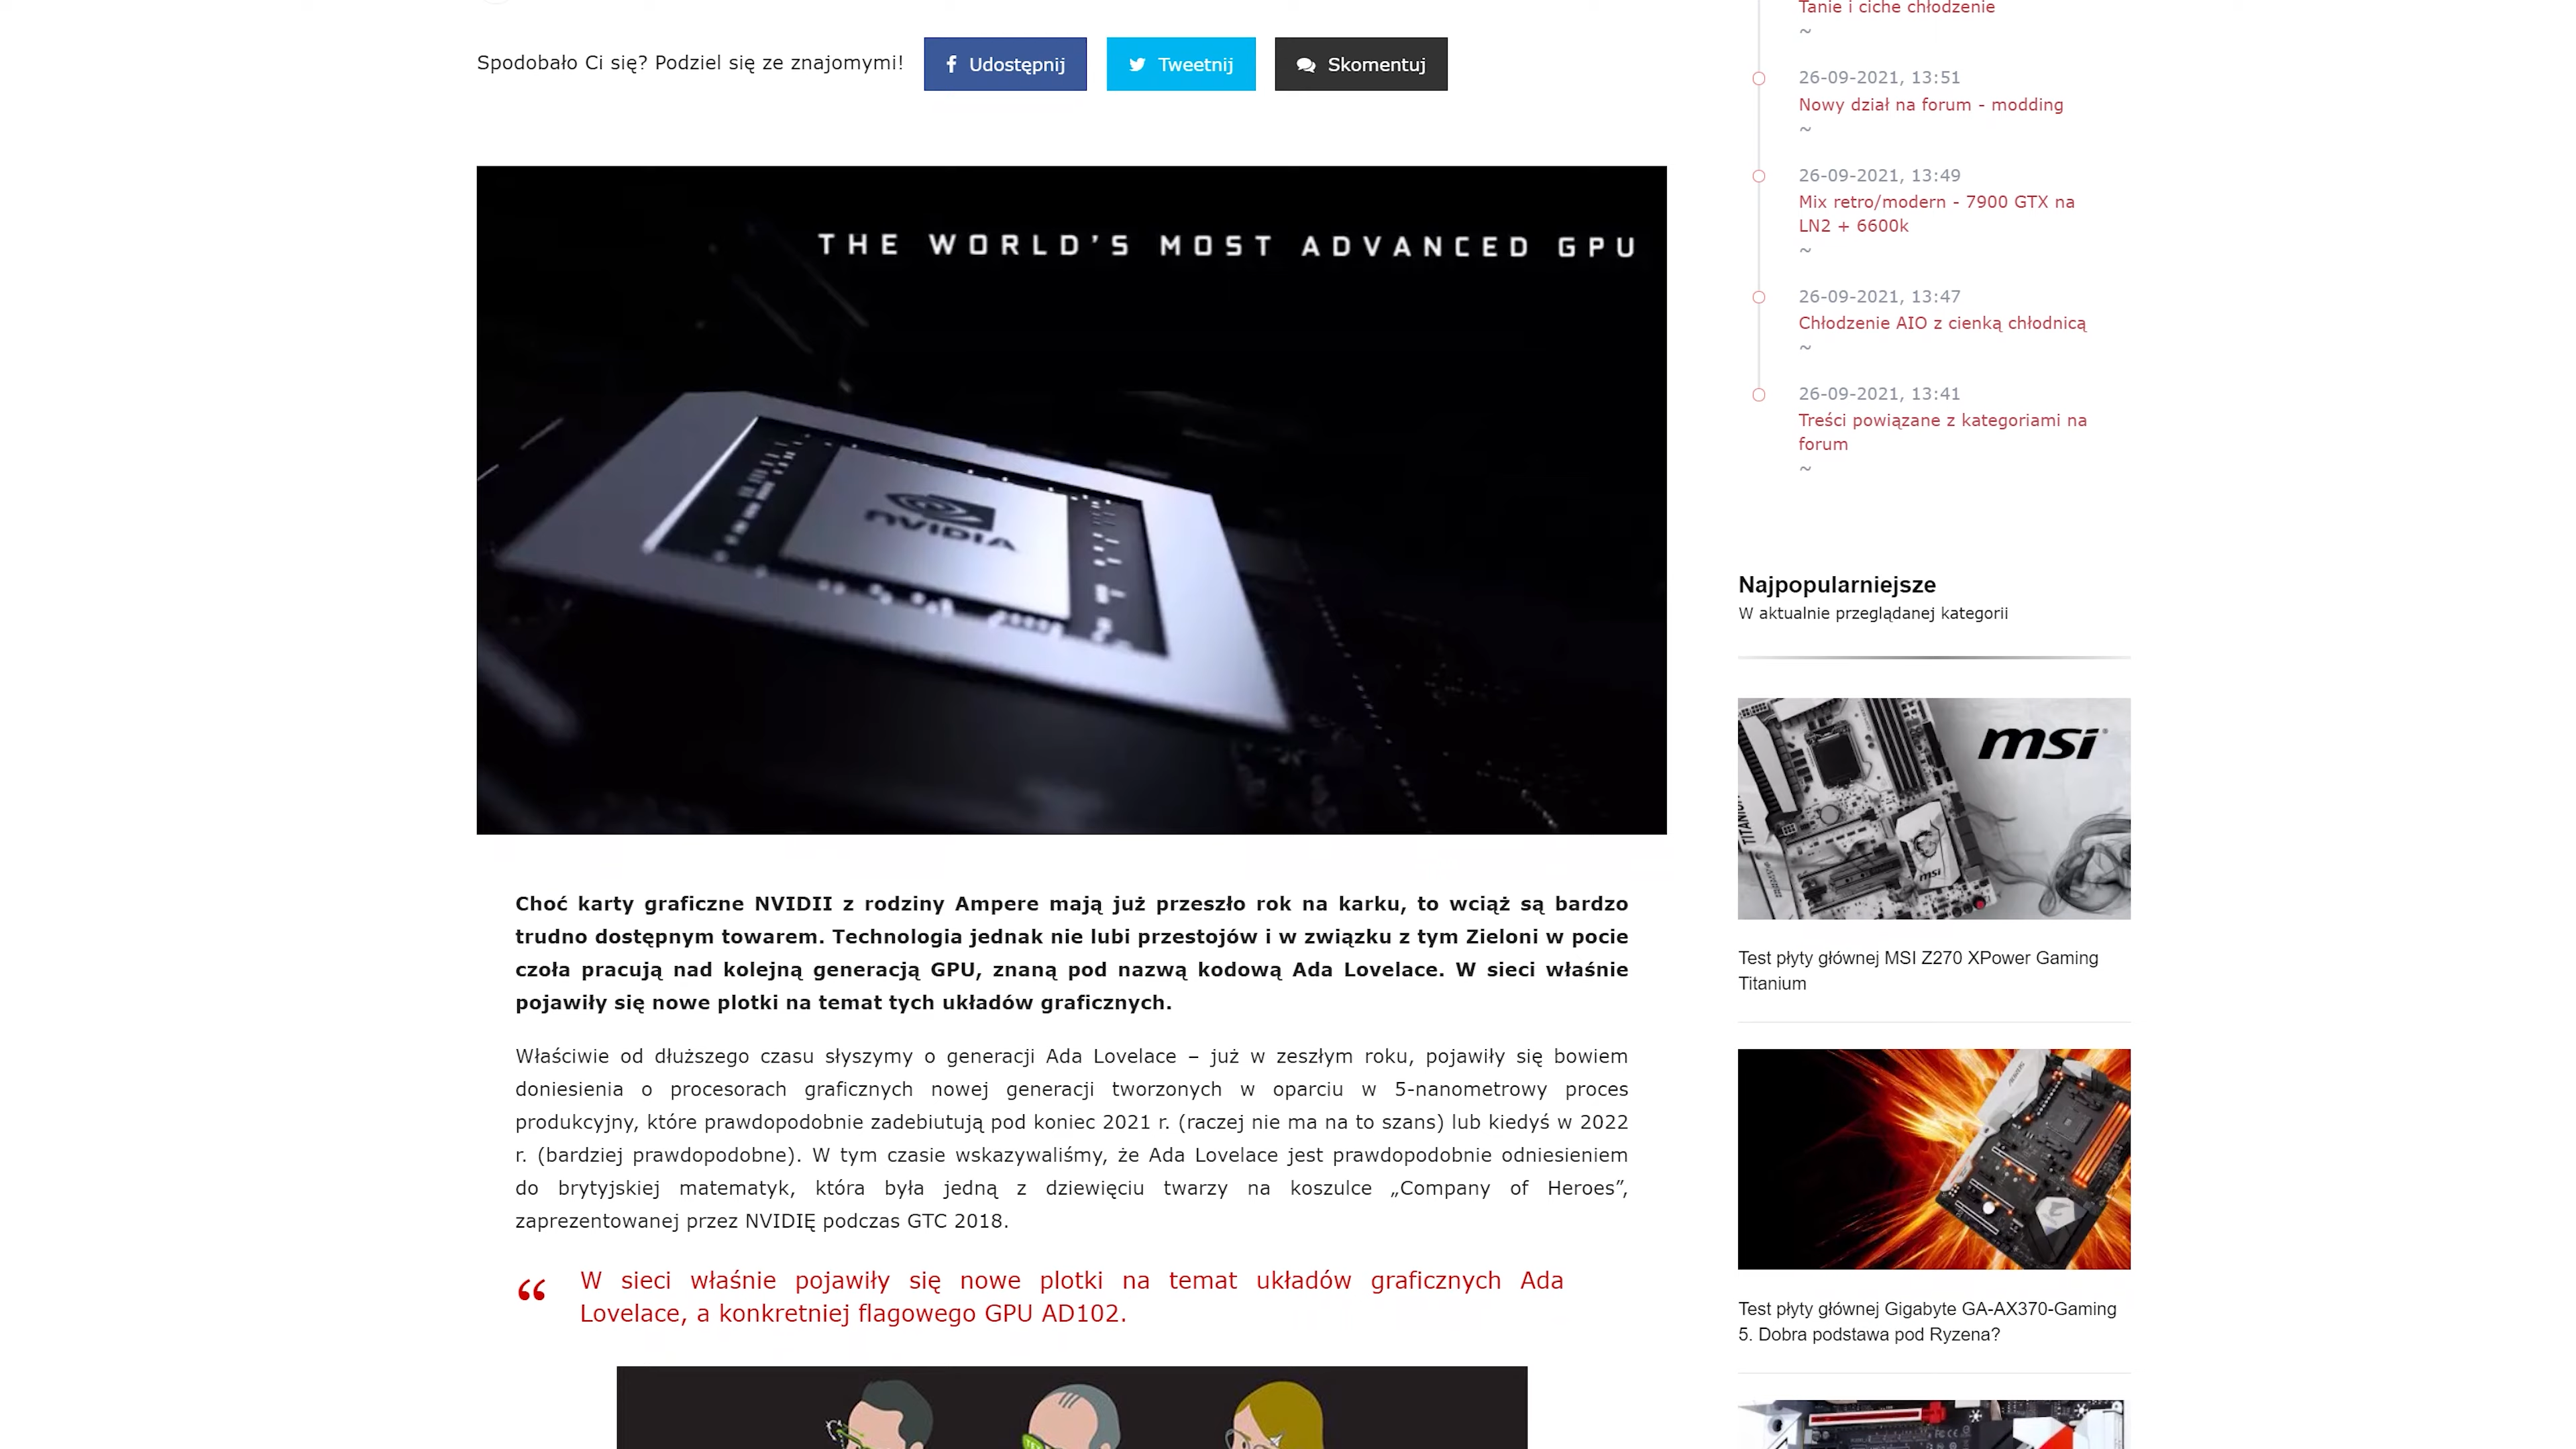 Spodobało Ci się? Podziel się ze znajomymi!
Udostępnij
Tweetnij
Skomentuj
THE WORLD'S MOST ADVANCED GPU
NVIDIA
Choć karty graficzne NVIDII z rodziny Ampere mają już przeszło rok na karku, to wciąż są bardzo
trudno dostępnym towarem. Technologia jednak nie lubi przestojów i w związku z tym Zieloni w pocie
czoła pracują nad kolejną generacją GPU, znaną pod nazwą kodową Ada Lovelace. W sieci właśnie
pojawiły się nowe plotki na temat tych układów graficznych.
Właściwie od dłuższego czasu słyszymy o generacji Ada Lovelace – już w zeszłym roku, pojawiły się bowiem
doniesienia o procesorach graficznych nowej generacji tworzonych w oparciu w 5-nanometrowy proces
produkcyjny, które prawdopodobnie zadebiutują pod koniec 2021 r. (raczej nie ma na to szans) lub kiedyś w 2022
r. (bardziej prawdopodobne). W tym czasie wskazywaliśmy, że Ada Lovelace jest prawdopodobnie odniesieniem
do brytyjskiej matematyk, która była jedną z dziewięciu twarzy na koszulce „Company of Heroes”,
zaprezentowanej przez NVIDIĘ podczas GTC 2018.
“ W sieci właśnie pojawiły się nowe plotki na temat układów graficznych Ada
Lovelace, a konkretniej flagowego GPU AD102.
Tanie i ciche chłodzenie
~
26-09-2021, 13:51
Nowy dział na forum - modding
~
26-09-2021, 13:49
Mix retro/modern - 7900 GTX na
LN2 + 6600k
~
26-09-2021, 13:47
Chłodzenie AIO z cienką chłodnicą
~
26-09-2021, 13:41
Treści powiązane z kategoriami na
forum
~
Najpopularniejsze
W aktualnie przeglądanej kategorii
msi
TITANIUM
msi
Test płyty głównej MSI Z270 XPower Gaming
Titanium
Test płyty głównej Gigabyte GA-AX370-Gaming
5. Dobra podstawa pod Ryzena?